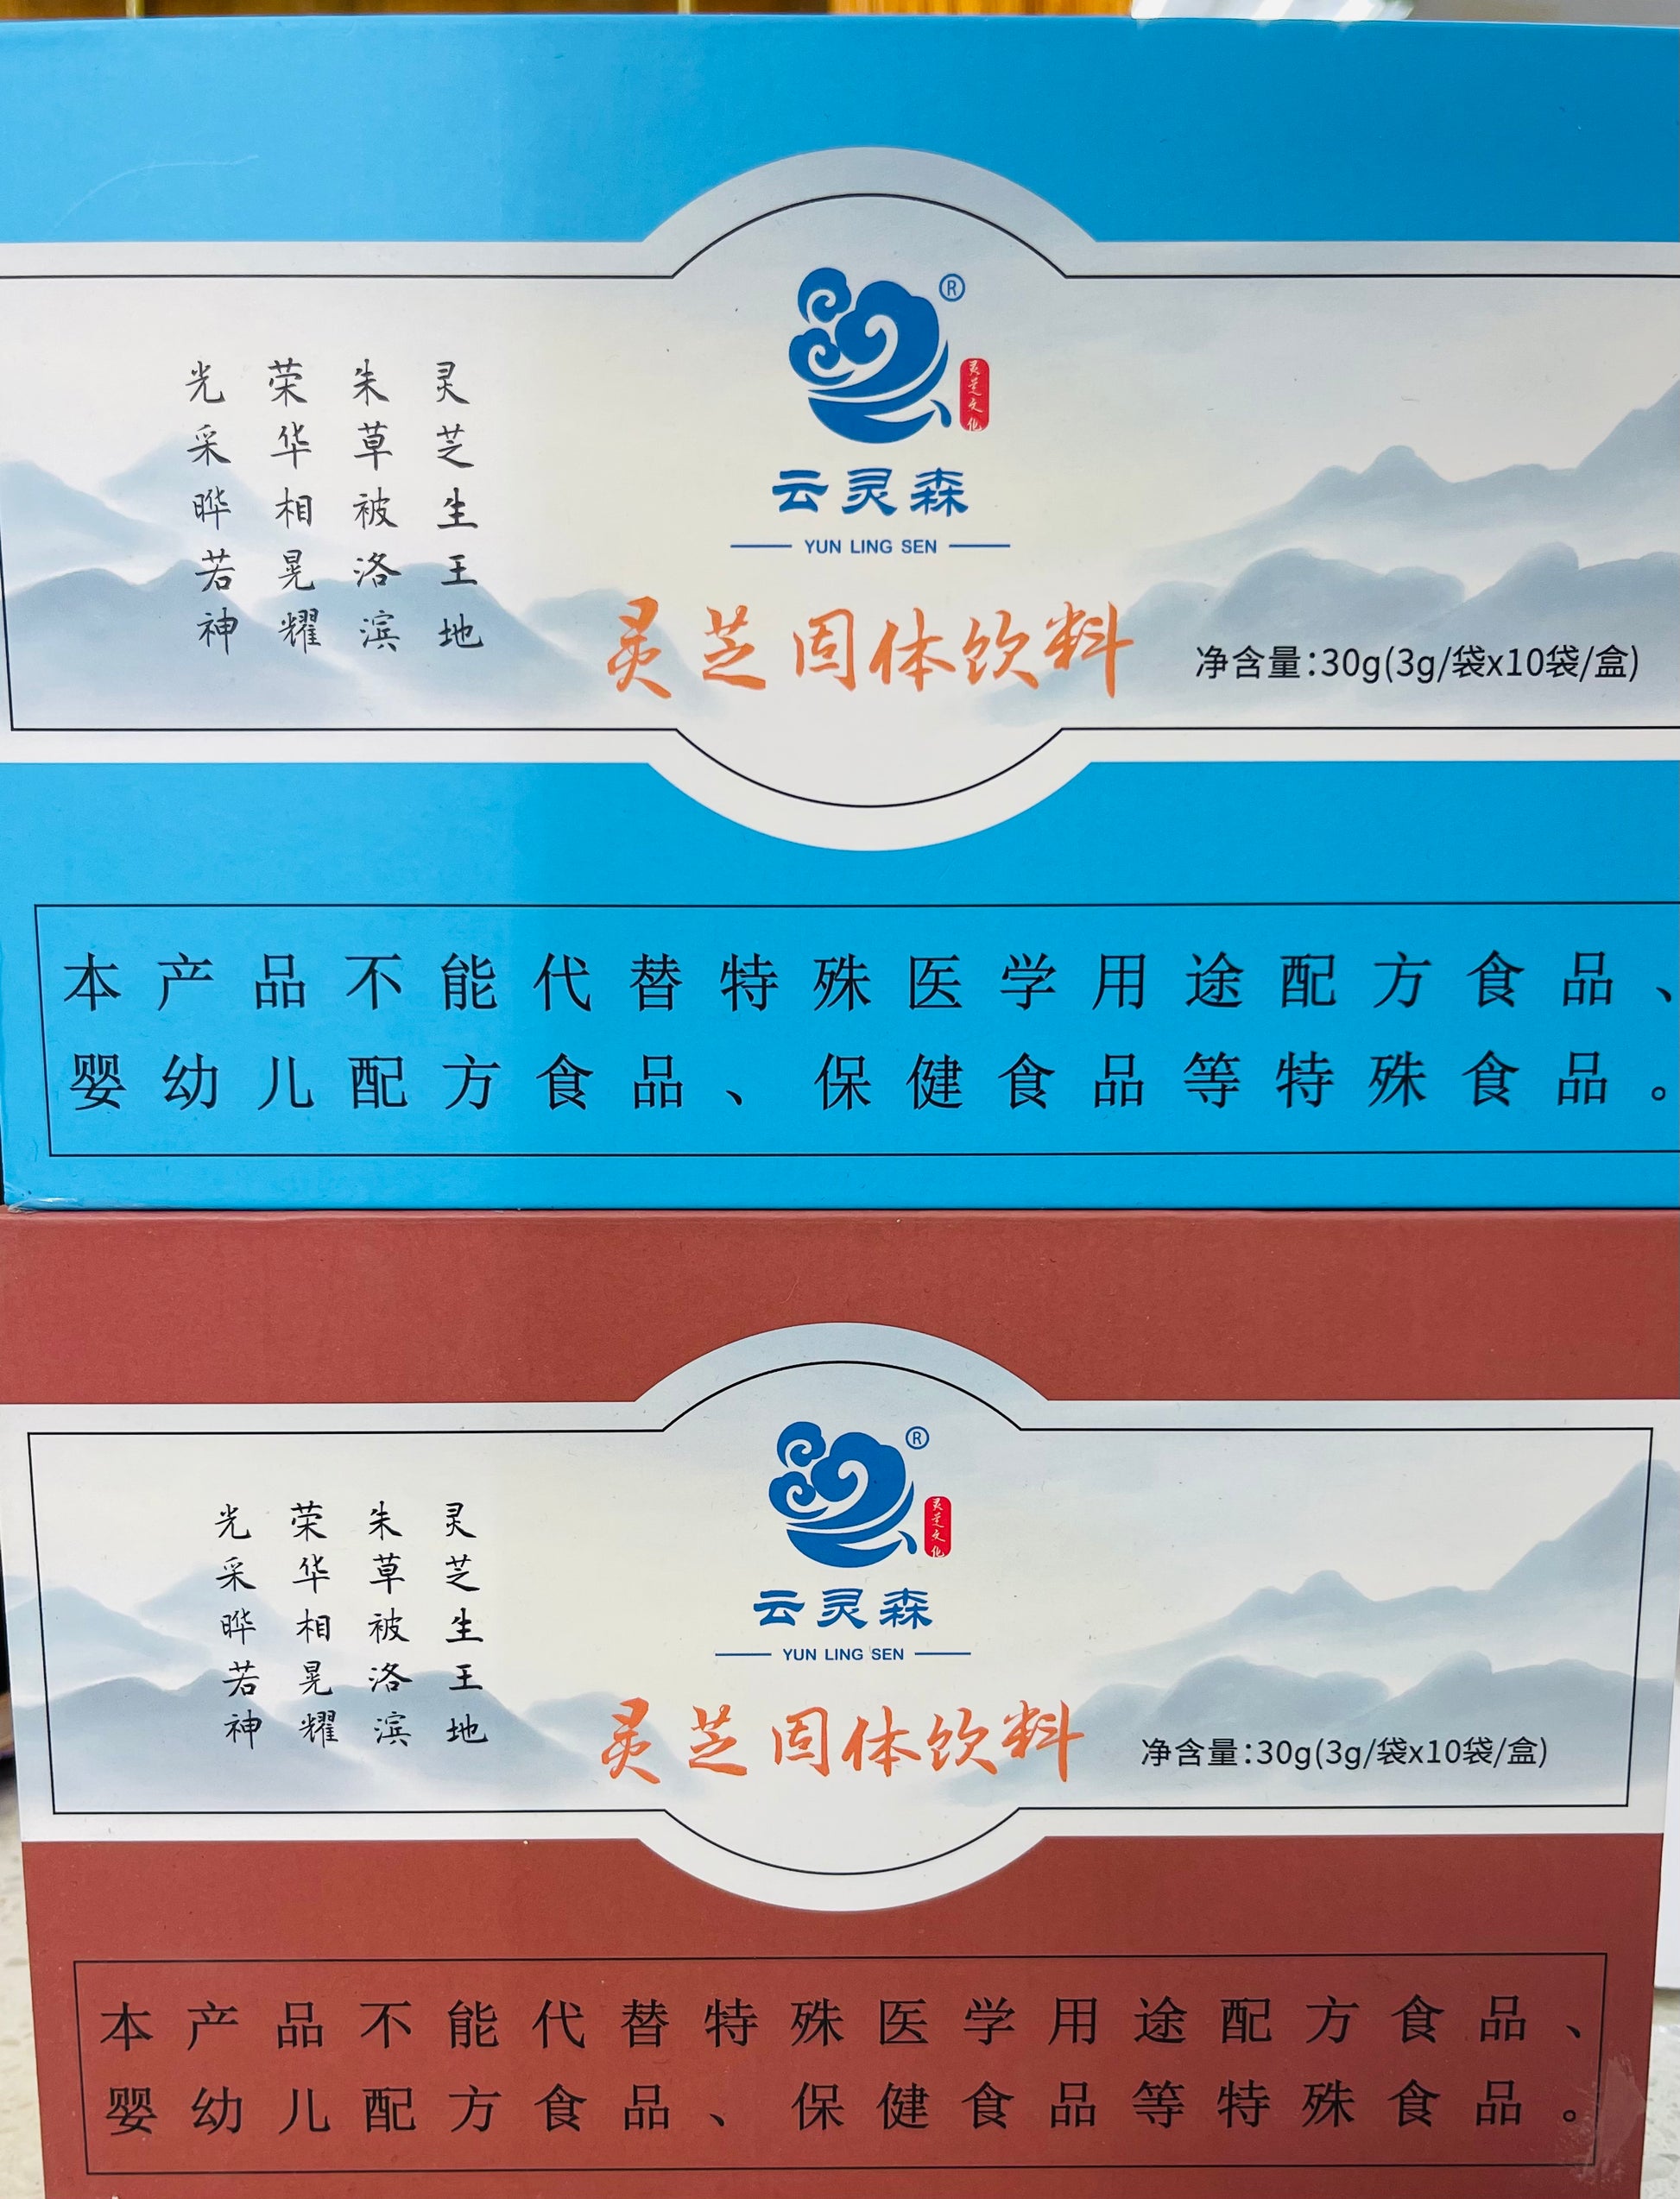 灵芝生王地
朱草被洛滨
荣华相晃耀
光采晔若神
®
灵芝文化
云灵森
YUN LING SEN
灵芝固体饮料
净含量:30g(3g/袋x10袋/盒)
本产品不能代替特殊医学用途配方食品、
婴幼儿配方食品、保健食品等特殊食品。
灵芝生王地
朱草被洛滨
荣华相晃耀
光采晔若神
®
灵芝文化
云灵森
YUN LING SEN
灵芝固体饮料
净含量:30g(3g/袋x10袋/盒)
本产品不能代替特殊医学用途配方食品、
婴幼儿配方食品、保健食品等特殊食品。